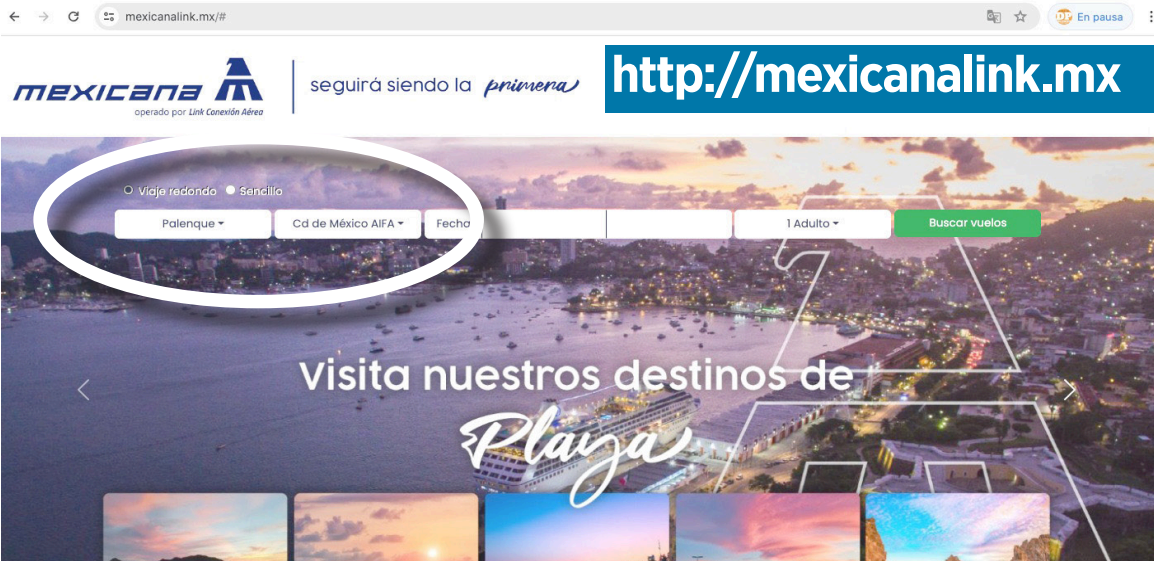 mexicanalink.mx/#
En pausa
mexicana
operado por Link Conexión Aérea
seguirá siendo la primera
http://mexicanalink.mx
Viaje redondo Sencillo
Palenque
Cd de México AIFA
Fecha
1 Adulto
Buscar vuelos
Visita nuestros destinos de
Playa